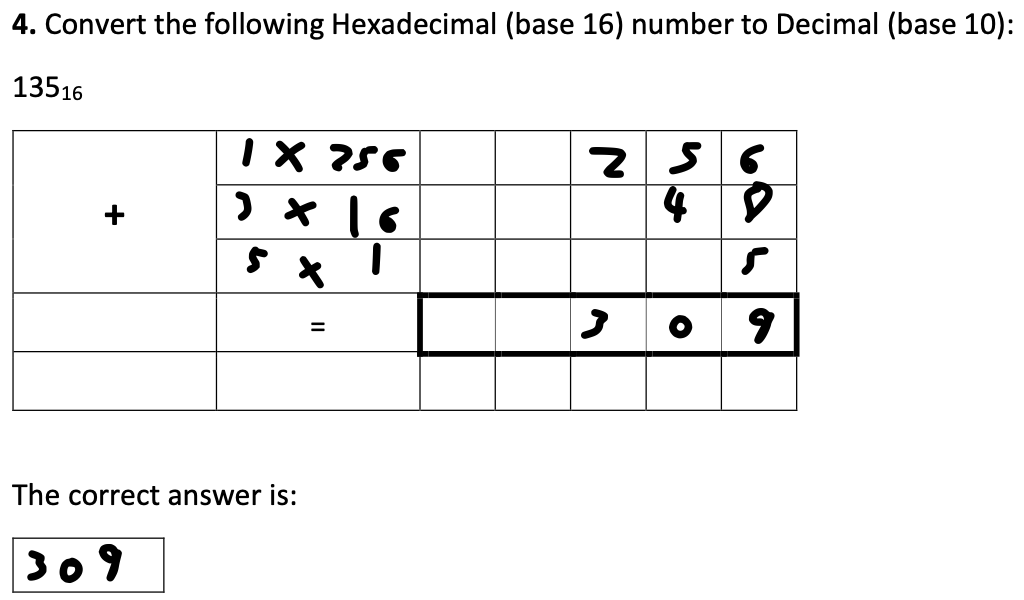 4. Convert the following Hexadecimal (base 16) number to Decimal (base 10):
135₁₆
1 × 256 2 5 6
+ 3 × 16 4 8
5 × 1 5
= 3 0 9
The correct answer is:
309